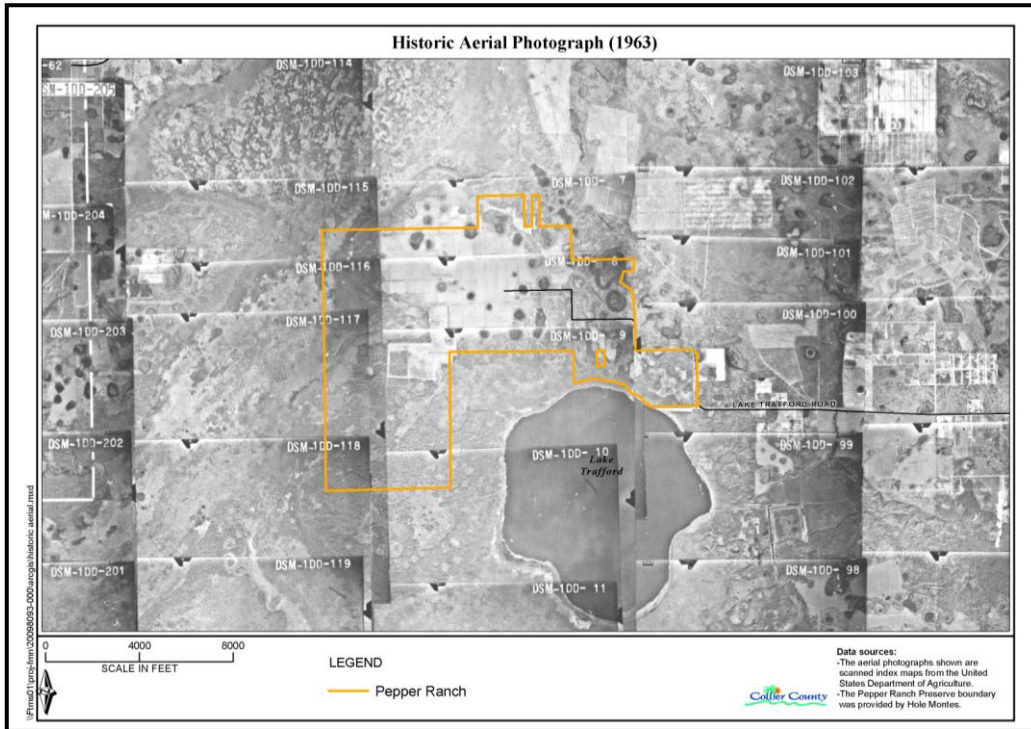 Historic Aerial Photograph (1963)
-62
SM-1DD-205
DSM-1DD-114
DSM-1DD-103
DSM-1DD-115
DSM-1DD- 7
DSM-1DD-102
M-1DD-204
DSM-1DD-116
DSM-1DD- 8
DSM-1DD-101
DSM-1DD-203
DSM-1DD-117
DSM-1DD- 9
DSM-1DD-100
LAKE TRAFFORD ROAD
DSM-1DD-202
DSM-1DD-118
DSM-1DD- 10
DSM-1DD- 99
Lake
Trafford
DSM-1DD-201
DSM-1DD-119
DSM-1DD- 11
DSM-1DD- 98
0 4000 8000
SCALE IN FEET
LEGEND
Pepper Ranch
Collier County
Data sources:
-The aerial photographs shown are
scanned index maps from the United
States Department of Agriculture.
-The Pepper Ranch Preserve boundary
was provided by Hole Montes.